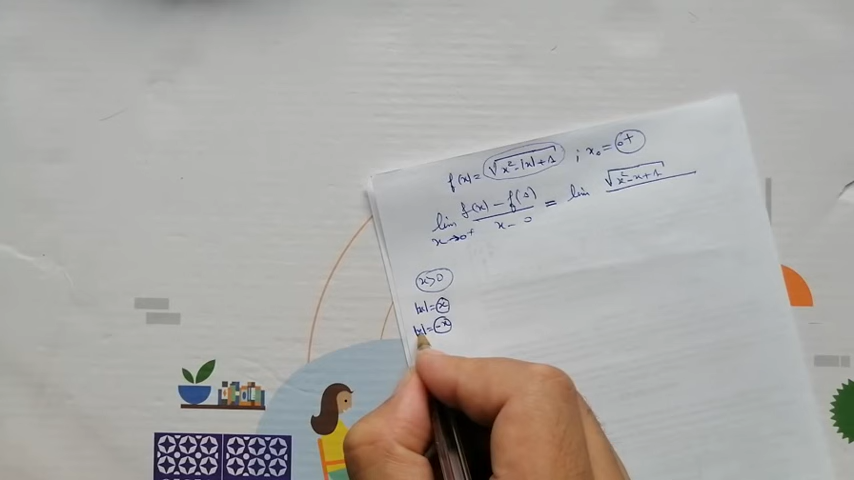 f(x) = √(x²-|x|+1) ; x₀ = 0⁺
lim x→0⁺ (f(x) - f(0))/(x - 0) = lim √(x²-x+1)
x>0
|x| = x
|x| = -x